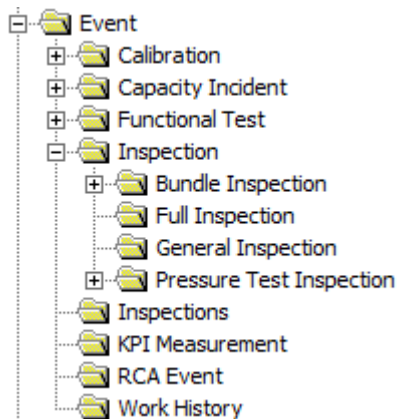 Event
Calibration
Capacity Incident
Functional Test
Inspection
Bundle Inspection
Full Inspection
General Inspection
Pressure Test Inspection
Inspections
KPI Measurement
RCA Event
Work History